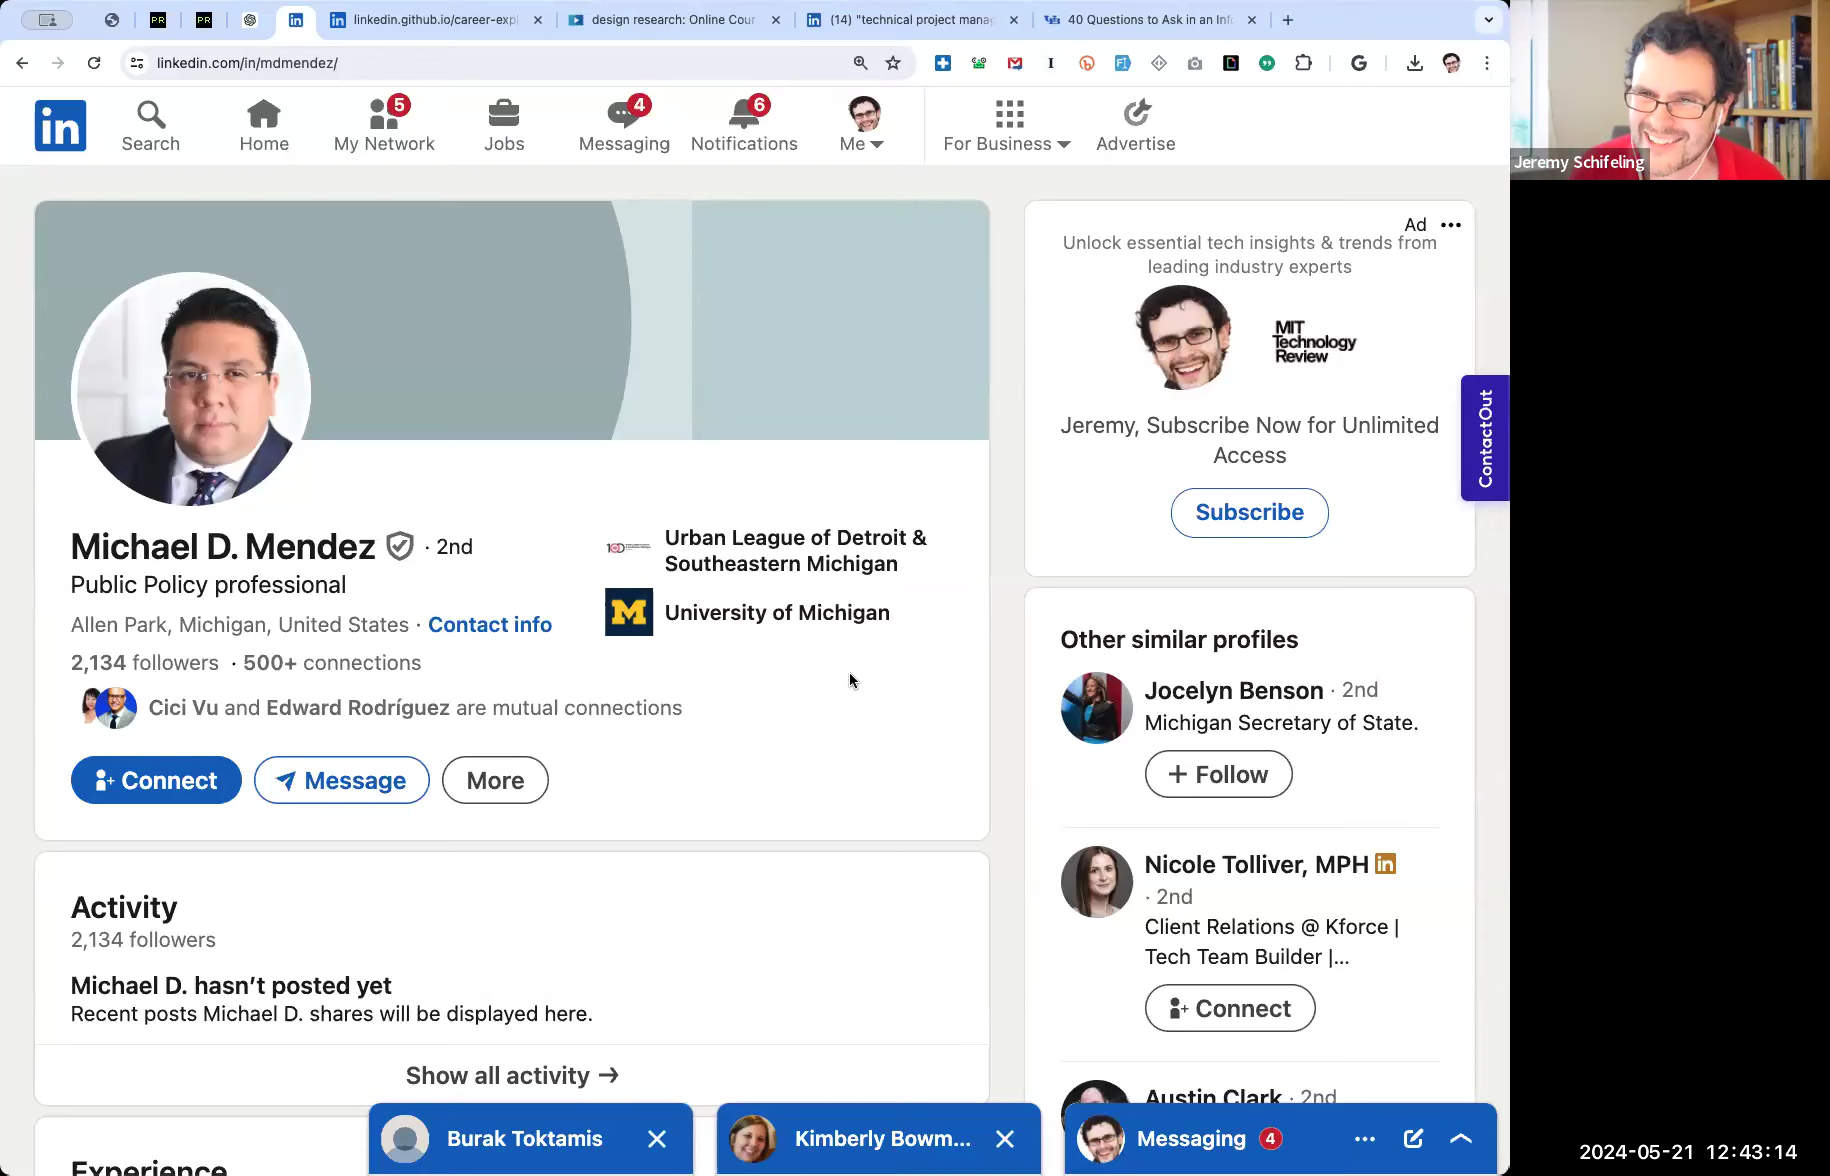 linkedin.github.io/career-expl
design research: Online Cour
(14) "technical project manag
40 Questions to Ask in an Info
linkedin.com/in/mdmendez/
in
Search
Home
5
My Network
Jobs
4
Messaging
6
Notifications
Me
For Business
Advertise
Jeremy Schifeling
Ad
Unlock essential tech insights & trends from
leading industry experts
MIT
Technology
Review
Jeremy, Subscribe Now for Unlimited
Access
Subscribe
ContactOut
Michael D. Mendez · 2nd
Public Policy professional
Allen Park, Michigan, United States · Contact info
2,134 followers · 500+ connections
Cici Vu and Edward Rodríguez are mutual connections
Urban League of Detroit &
Southeastern Michigan
University of Michigan
Connect
Message
More
Activity
2,134 followers
Michael D. hasn't posted yet
Recent posts Michael D. shares will be displayed here.
Show all activity →
Experience
Other similar profiles
Jocelyn Benson · 2nd
Michigan Secretary of State.
+ Follow
Nicole Tolliver, MPH in
· 2nd
Client Relations @ Kforce |
Tech Team Builder |...
Connect
Austin Clark · 2nd
Burak Toktamis
Kimberly Bowm...
Messaging 4
2024-05-21 12:43:14